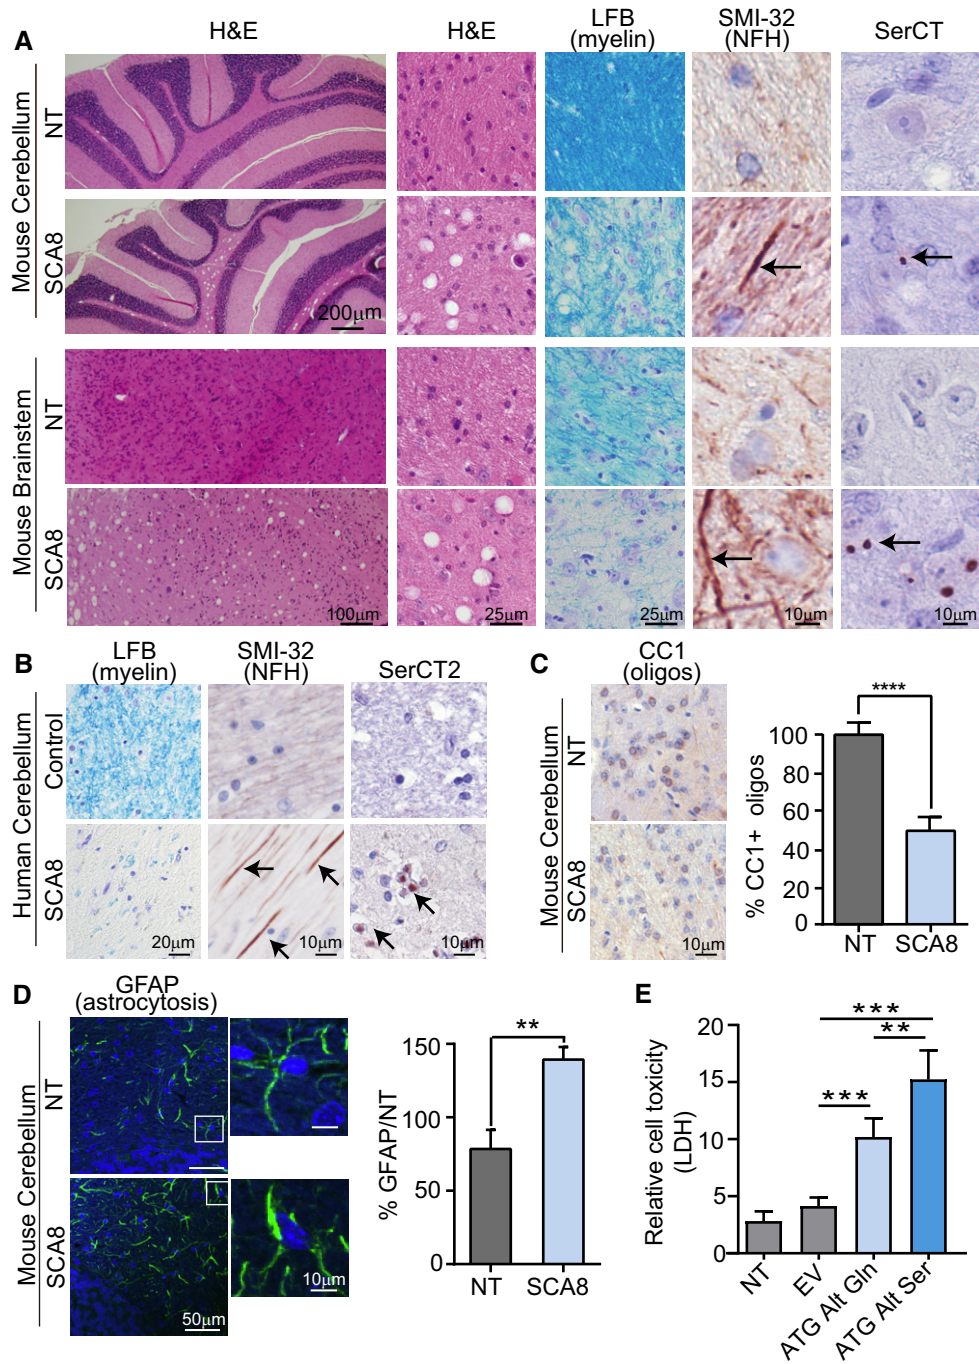 A
H&E
H&E
LFB
(myelin)
SMI-32
(NFH)
SerCT
Mouse Cerebellum
NT
SCA8
200µm
Mouse Brainstem
NT
SCA8
100µm
25µm
25µm
10µm
10µm
B
LFB
(myelin)
SMI-32
(NFH)
SerCT2
Human Cerebellum
Control
SCA8
20µm
10µm
10µm
C
CC1
(oligos)
Mouse Cerebellum
NT
SCA8
10µm
****
% CC1+ oligos
100
80
60
40
20
0
NT
SCA8
D
GFAP
(astrocytosis)
Mouse Cerebellum
NT
SCA8
50µm
10µm
**
% GFAP/NT
150
100
50
0
NT
SCA8
E
***
**
***
Relative cell toxicity
(LDH)
20
15
10
5
0
NT
EV
ATG Alt Gln
ATG Alt Ser